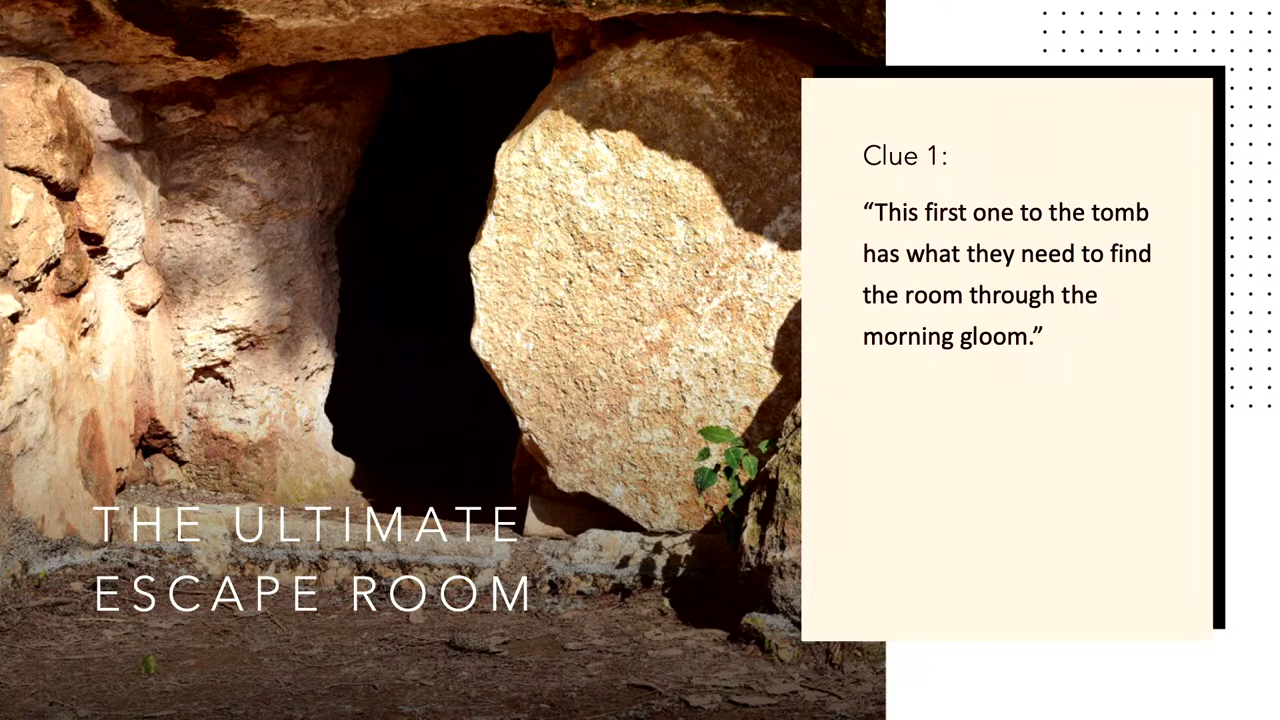 THE ULTIMATE
ESCAPE ROOM
Clue 1:
“This first one to the tomb
has what they need to find
the room through the
morning gloom.”